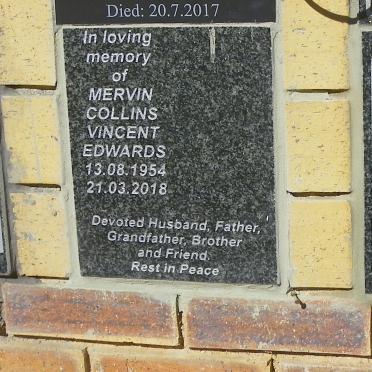 Died: 20.7.2017
In loving
memory
of
MERVIN
COLLINS
VINCENT
EDWARDS
13.08.1954
21.03.2018
Devoted Husband, Father,
Grandfather, Brother
and Friend.
Rest in Peace